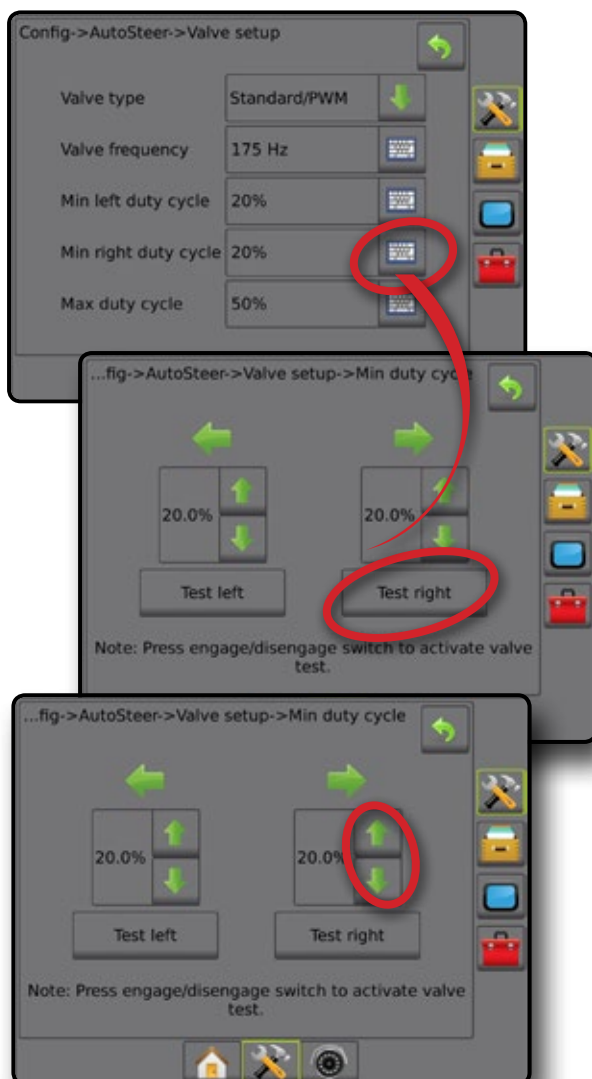 Config->AutoSteer->Valve setup
Valve type Standard/PWM
Valve frequency 175 Hz
Min left duty cycle 20%
Min right duty cycle 20%
Max duty cycle 50%
...fig->AutoSteer->Valve setup->Min duty cycle
20.0% 20.0%
Test left Test right
Note: Press engage/disengage switch to activate valve
test.
...fig->AutoSteer->Valve setup->Min duty cycle
20.0% 20.0%
Test left Test right
Note: Press engage/disengage switch to activate valve
test.